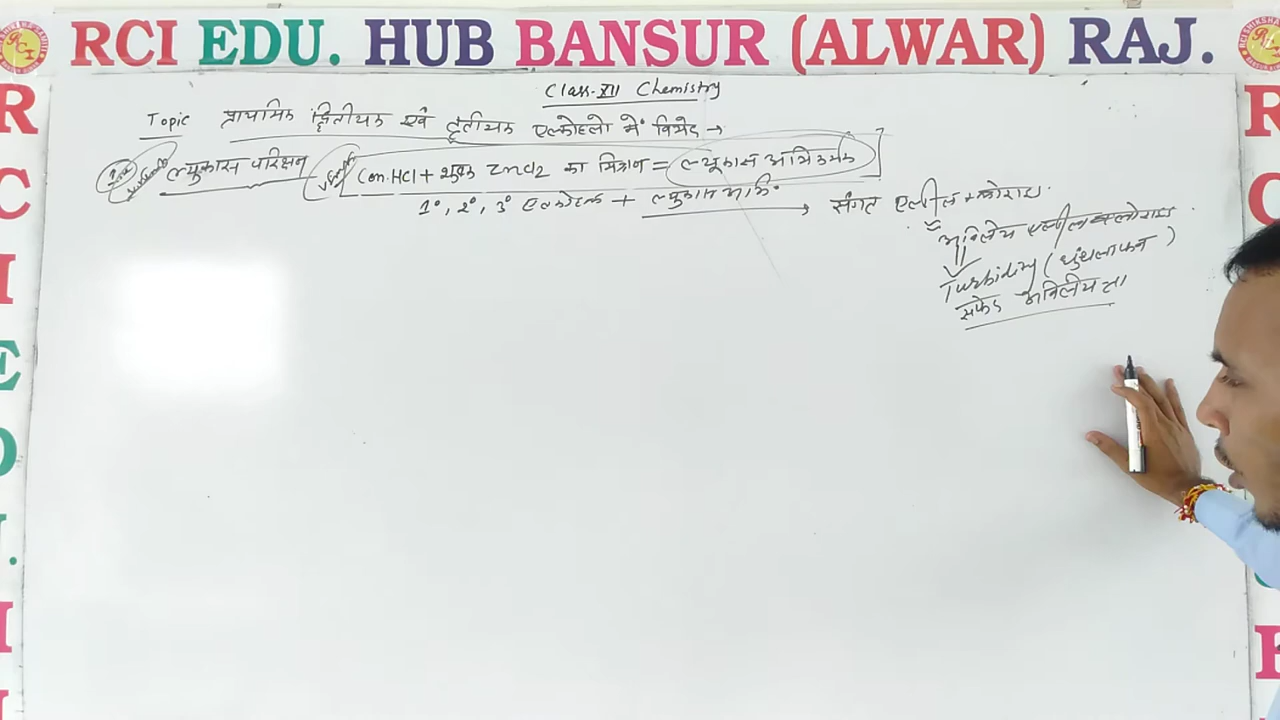 RCI EDU. HUB BANSUR (ALWAR) RAJ.
Class-XII Chemistry
Topic प्राथमिक द्वितीयक एवं तृतीयक एल्कोहलो में विभेद →
ल्युकास परिक्षण (Con.HCl + शुष्क ZnCl2 का मिश्रण = ल्यूकास अभिकर्मक
1°, 2°, 3° एल्कोहल + ल्युकास अभि. → संगत एल्कील क्लोराइड
अविलेय एल्कील क्लोराइड
Turbidity (धुंधलापन)
सफेद अविलीयता
R
C
I
E
D